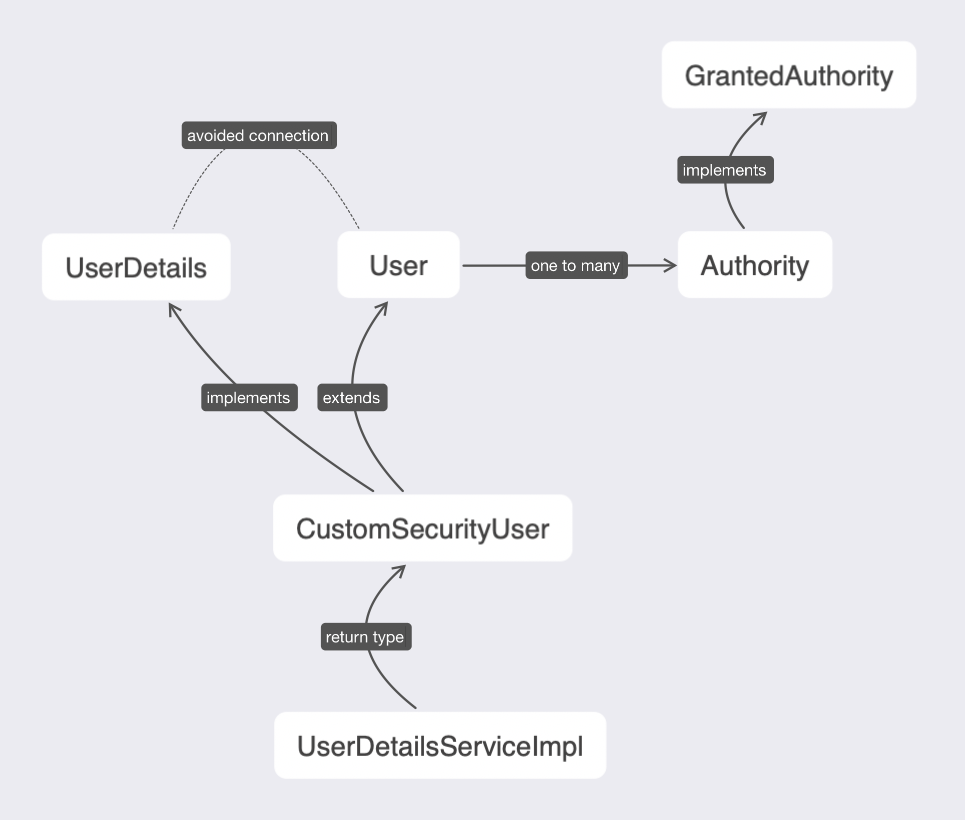 GrantedAuthority
avoided connection
implements
UserDetails
User
one to many
Authority
implements
extends
CustomSecurityUser
return type
UserDetailsServiceImpl